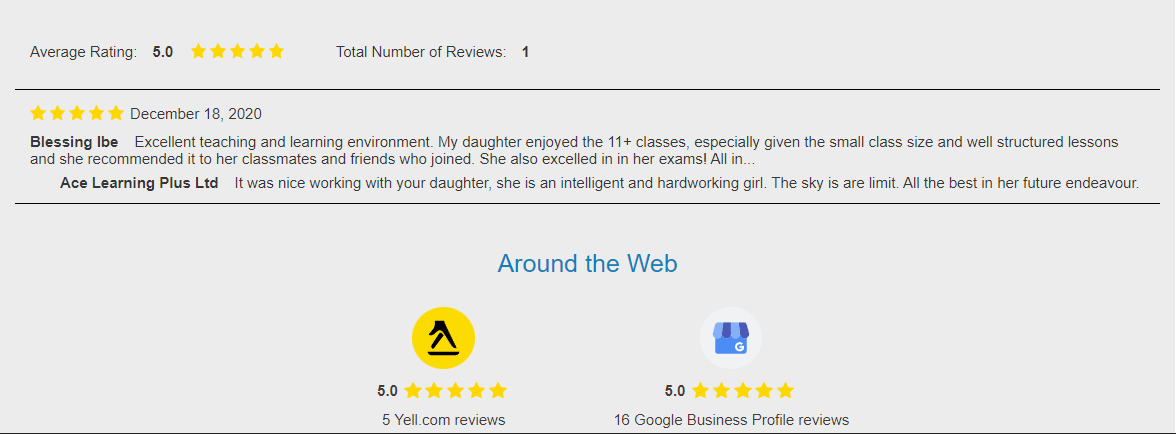 Average Rating: 5.0 Total Number of Reviews: 1
December 18, 2020
Blessing Ibe Excellent teaching and learning environment. My daughter enjoyed the 11+ classes, especially given the small class size and well structured lessons
and she recommended it to her classmates and friends who joined. She also excelled in in her exams! All in...
Ace Learning Plus Ltd It was nice working with your daughter, she is an intelligent and hardworking girl. The sky is are limit. All the best in her future endeavour.
Around the Web
G
5.0 5.0
5 Yell.com reviews 16 Google Business Profile reviews